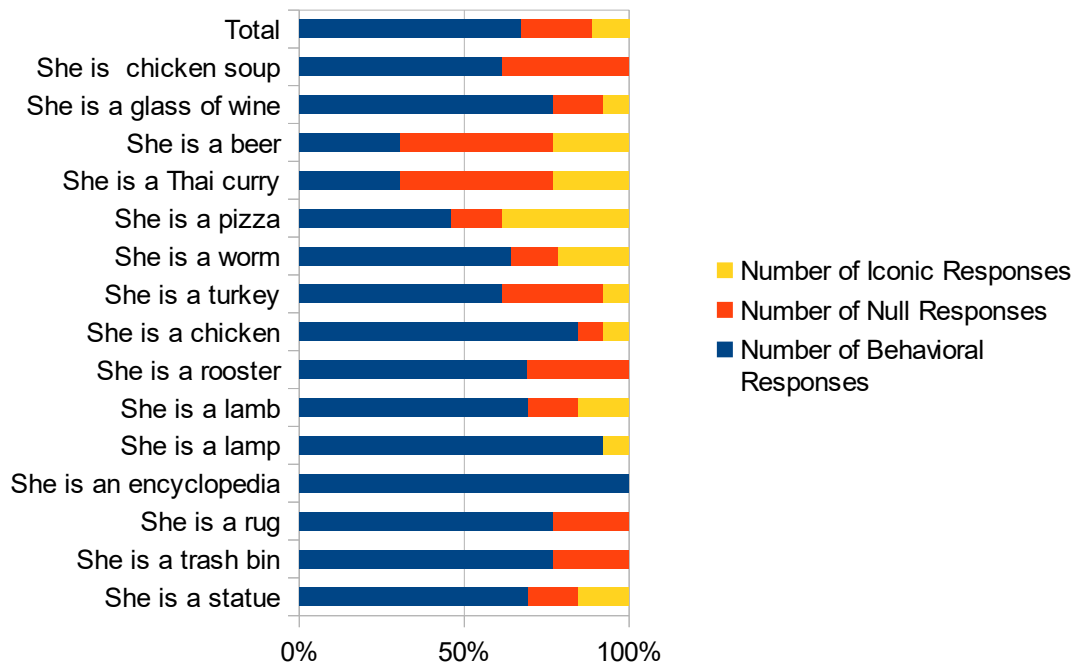 Total
She is  chicken soup
She is a glass of wine
She is a beer
She is a Thai curry
She is a pizza
She is a worm
She is a turkey
She is a chicken
She is a rooster
She is a lamb
She is a lamp
She is an encyclopedia
She is a rug
She is a trash bin
She is a statue
0%
50%
100%
Number of Iconic Responses
Number of Null Responses
Number of Behavioral
Responses